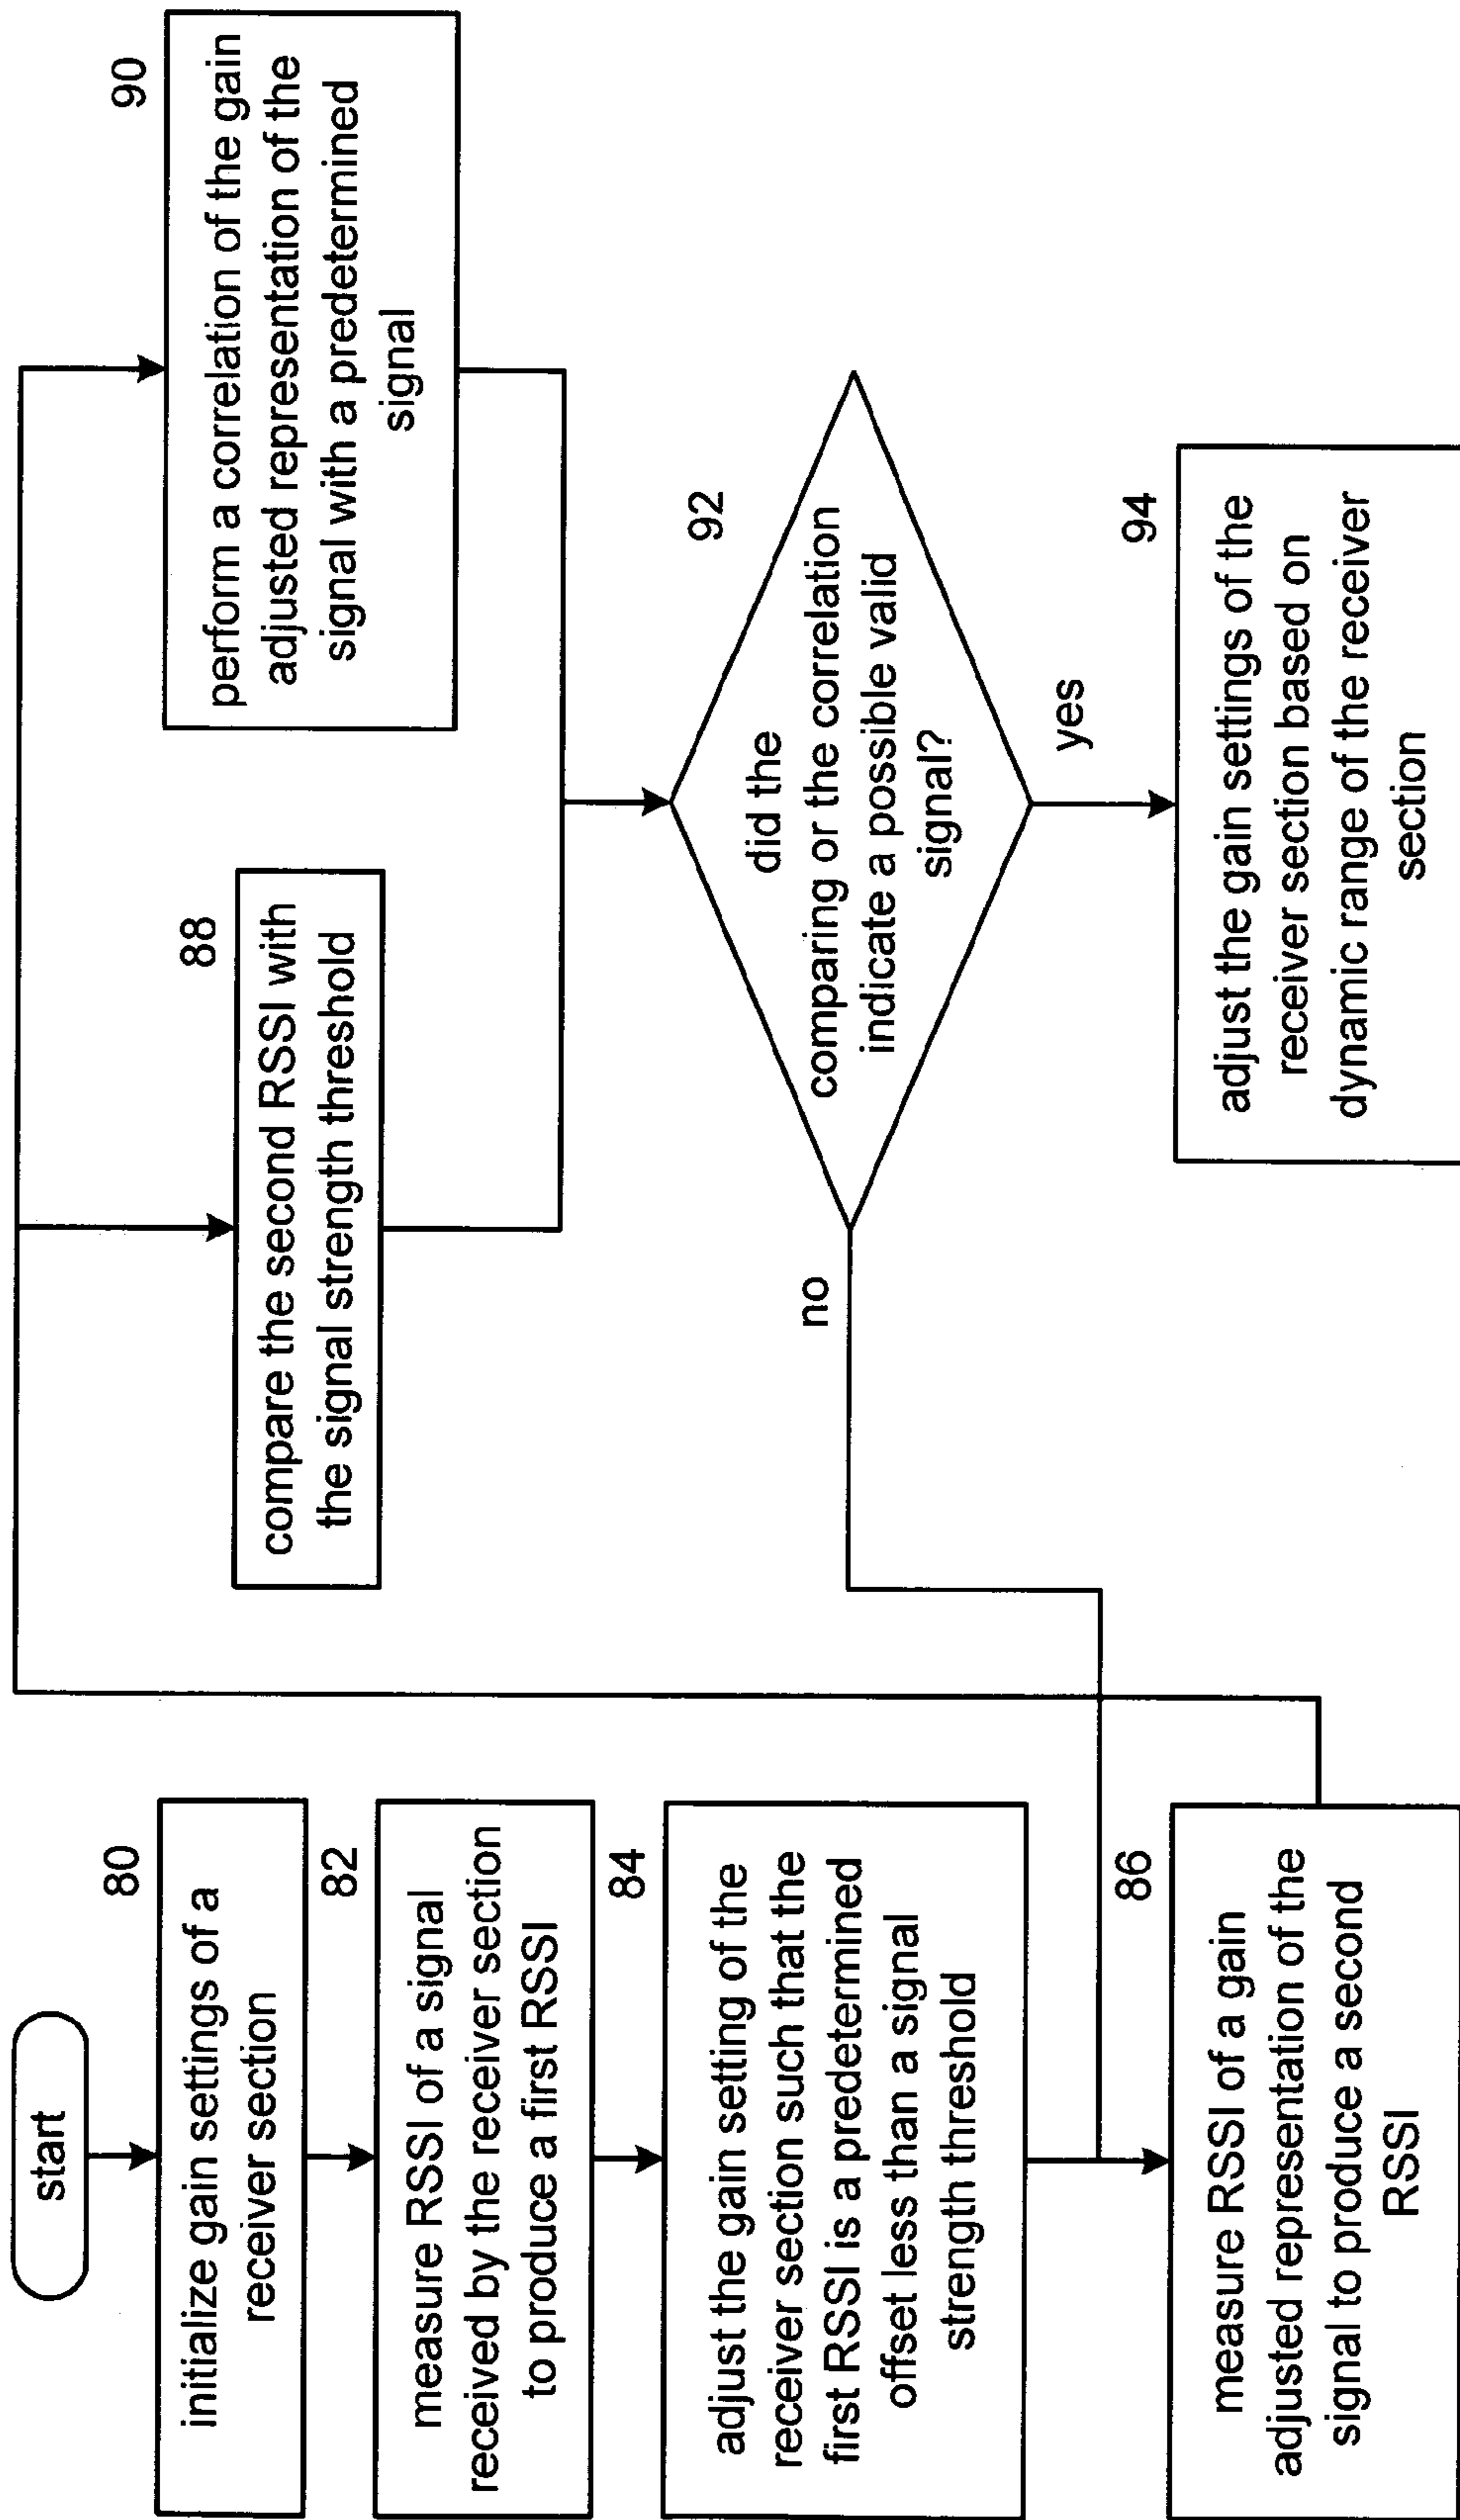 start
80
initialize gain settings of a
receiver section
82
measure RSSI of a signal
received by the receiver section
to produce a first RSSI
84
adjust the gain setting of the
receiver section such that the
first RSSI is a predetermined
offset less than a signal
strength threshold
86
measure RSSI of a gain
adjusted representation of the
signal to produce a second
RSSI
88
compare the second RSSI with
the signal strength threshold
90
perform a correlation of the gain
adjusted representation of the
signal with a predetermined
signal
92
did the
comparing or the correlation
indicate a possible valid
signal?
no
yes
94
adjust the gain settings of the
receiver section based on
dynamic range of the receiver
section